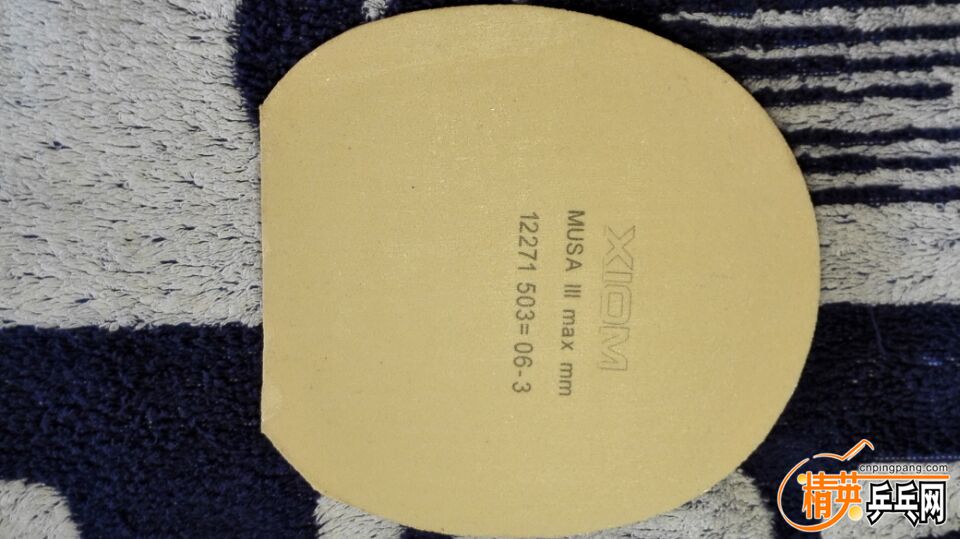 XIOM
MUSA III max mm
12271 503= 06-3
cnpingpang.com
精英乒乓网